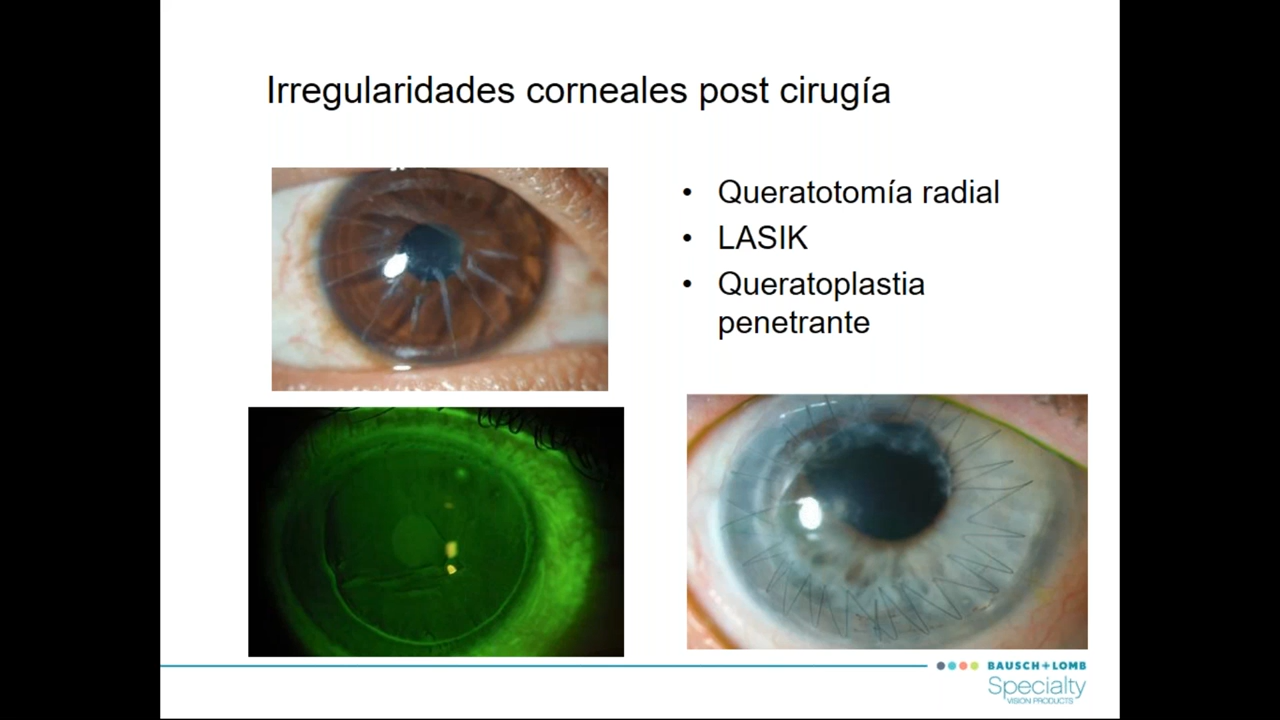 Irregularidades corneales post cirugía
• Queratotomía radial
• LASIK
• Queratoplastia
penetrante
BAUSCH+LOMB
Specialty
VISION PRODUCTS